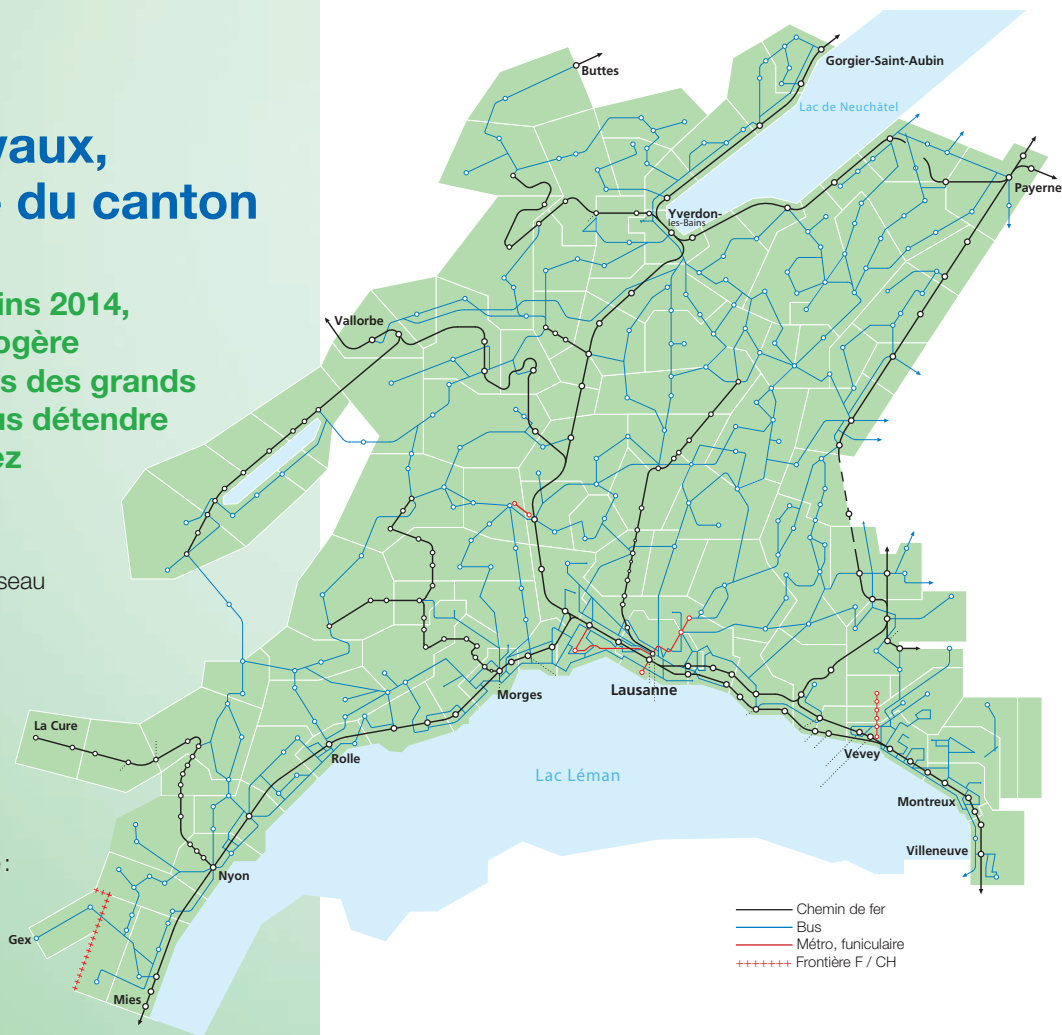 vaux,
e du canton
ins 2014,
ogère
s des grands
us détendre
ez
seau
e :
Buttes
Gorgier-Saint-Aubin
Lac de Neuchâtel
Payerne
Yverdon-
les-Bains
Vallorbe
Morges
Lausanne
La Cure
Rolle
Vevey
Lac Léman
Montreux
Villeneuve
Nyon
Gex
Mies
Chemin de fer
Bus
Métro, funiculaire
+++++++ Frontière F / CH